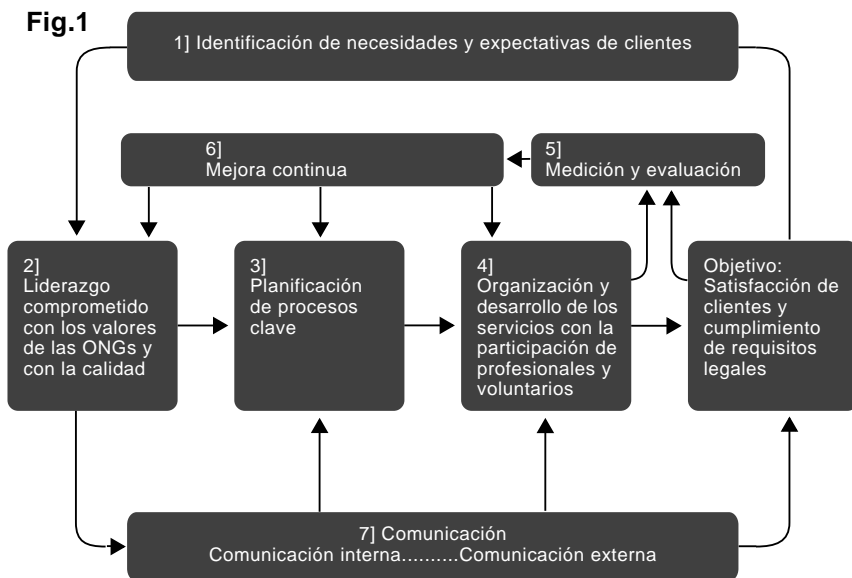 Fig.1
1] Identificación de necesidades y expectativas de clientes
6]
Mejora continua
5]
Medición y evaluación
2]
Liderazgo
comprometido
con los valores
de las ONGs y
con la calidad
3]
Planificación
de procesos
clave
4]
Organización y
desarrollo de los
servicios con la
participación de
profesionales y
voluntarios
Objetivo:
Satisfacción de
clientes y
cumplimiento
de requisitos
legales
7] Comunicación
Comunicación interna..........Comunicación externa